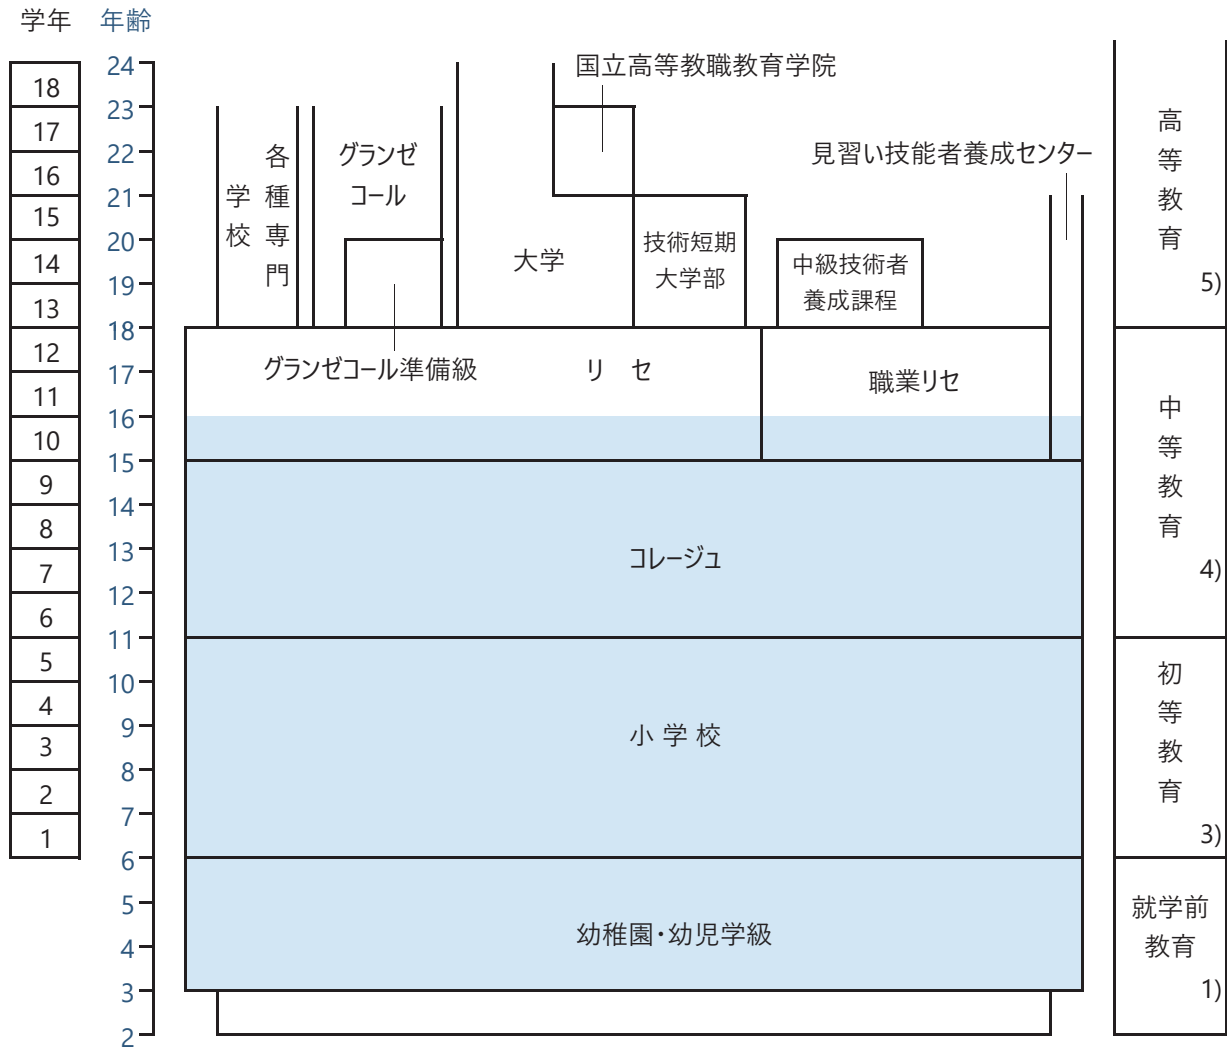 学年 年齢
24
18
23
17
22
16
21
15
20
14
19
13
18
12
17
11
16
10
15
9
14
8
13
7
12
6
11
5
10
4
9
3
8
2
7
1
6
5
4
3
2
国立高等教職教育学院
見習い技能者養成センター
各種専門
学校
グランゼ
コール
大学
技術短期
大学部
中級技術者
養成課程
グランゼコール準備級
リ セ
職業リセ
コレージュ
小 学 校
幼稚園・幼児学級
高等教育
5)
中等教育
4)
初等教育
3)
就学前
教育
1)